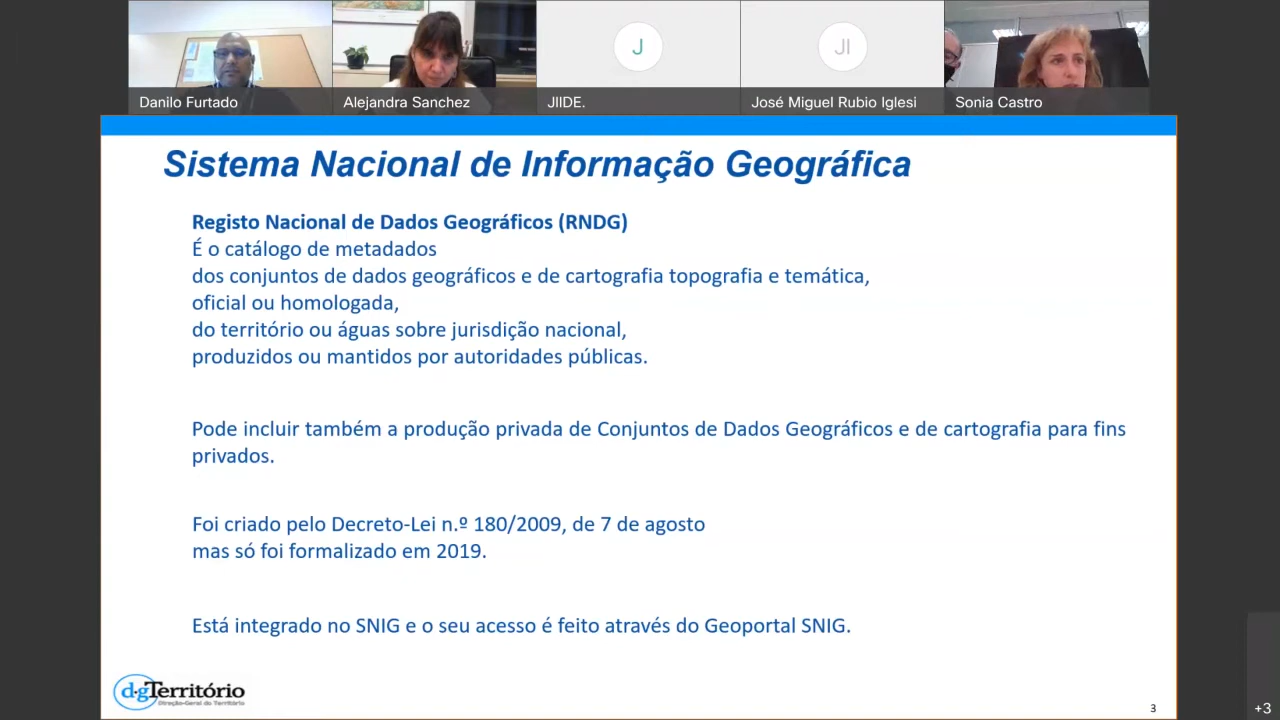 Danilo Furtado
Alejandra Sanchez
J
JIIDE.
JI
José Miguel Rubio Iglesi
Sonia Castro
Sistema Nacional de Informação Geográfica
Registo Nacional de Dados Geográficos (RNDG)
É o catálogo de metadados
dos conjuntos de dados geográficos e de cartografia topografia e temática,
oficial ou homologada,
do território ou águas sobre jurisdição nacional,
produzidos ou mantidos por autoridades públicas.
Pode incluir também a produção privada de Conjuntos de Dados Geográficos e de cartografia para fins
privados.
Foi criado pelo Decreto-Lei n.º 180/2009, de 7 de agosto
mas só foi formalizado em 2019.
Está integrado no SNIG e o seu acesso é feito através do Geoportal SNIG.
d·gTerritório
Direção-Geral do Território
3
+3